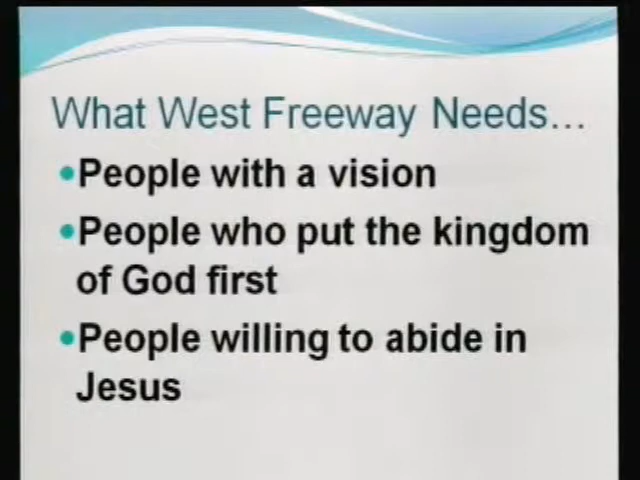 What West Freeway Needs...
•People with a vision
•People who put the kingdom
of God first
•People willing to abide in
Jesus